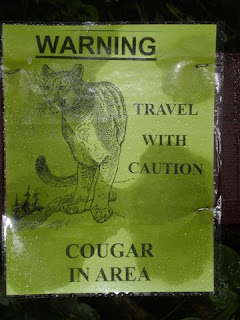 WARNING
TRAVEL
WITH
CAUTION
COUGAR
IN AREA